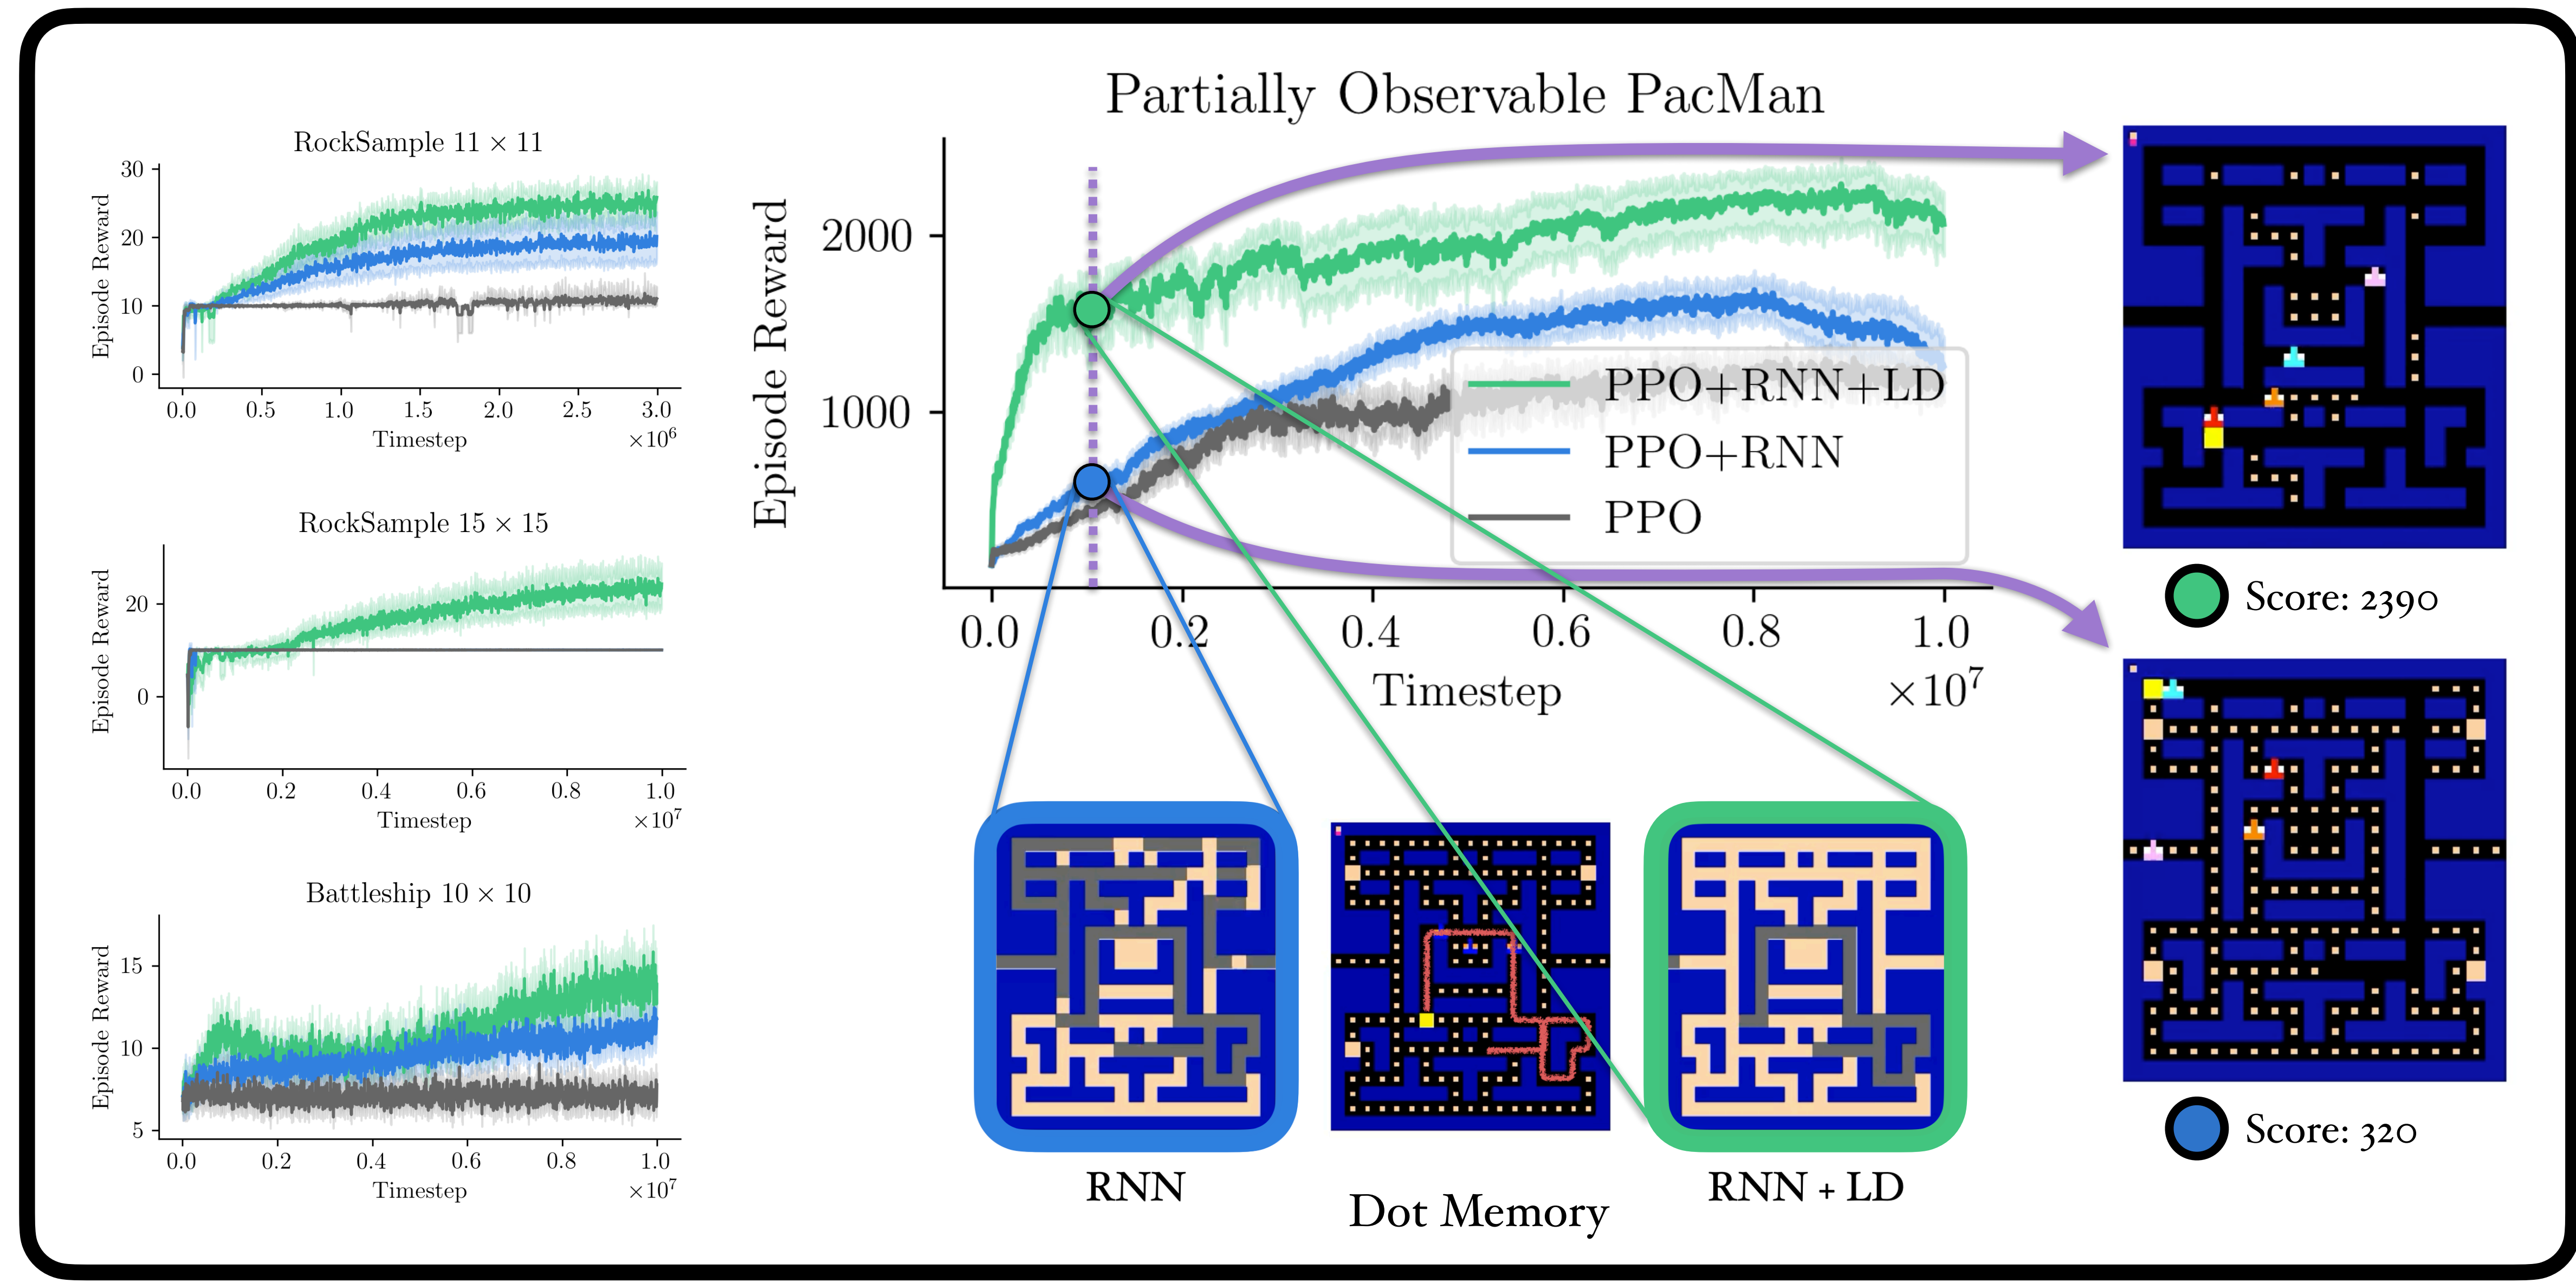 RockSample 11 × 11
Episode Reward
30
20
10
0
0.0 0.5 1.0 1.5 2.0 2.5 3.0
Timestep
×10⁶
RockSample 15 × 15
Episode Reward
20
0
0.0 0.2 0.4 0.6 0.8 1.0
Timestep
×10⁷
Battleship 10 × 10
Episode Reward
15
10
5
0.0 0.2 0.4 0.6 0.8 1.0
Timestep
×10⁷
Partially Observable PacMan
Episode Reward
2000
1000
PPO+RNN+LD
PPO+RNN
PPO
0.0 0.2 0.4 0.6 0.8 1.0
Timestep
×10⁷
RNN
Dot Memory
RNN + LD
Score: 2390
Score: 320